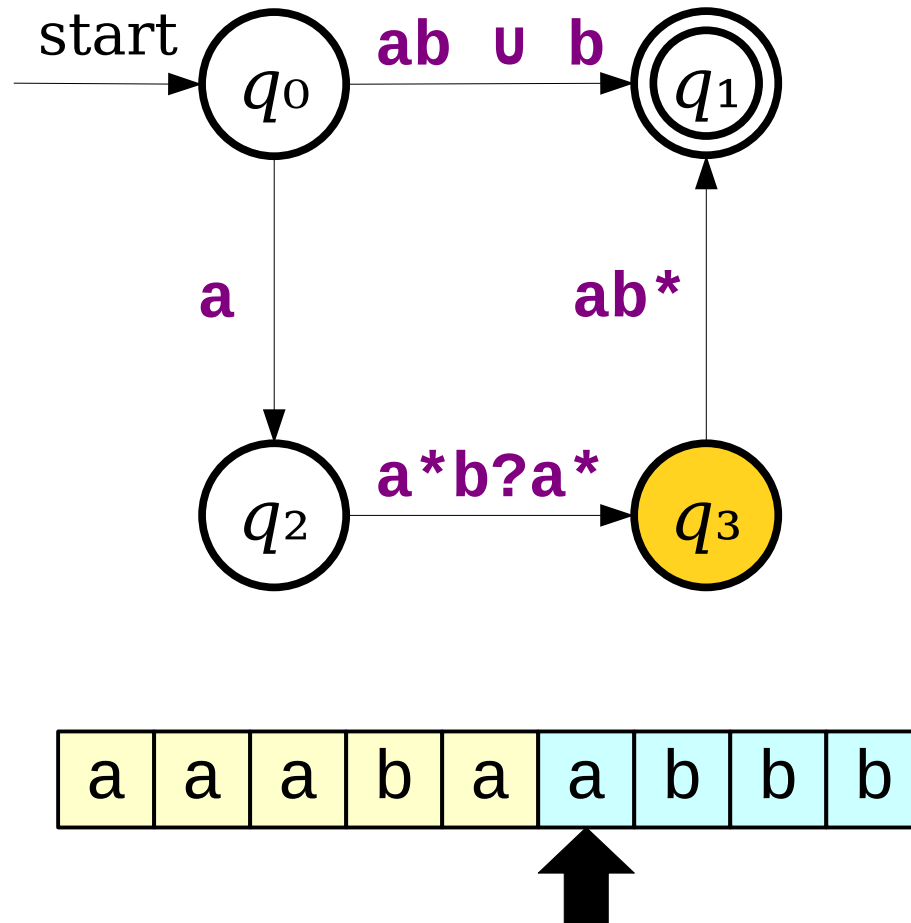 start
q₀
ab ∪ b
q₁
a
ab*
q₂
a*b?a*
q₃
a a a b a a b b b